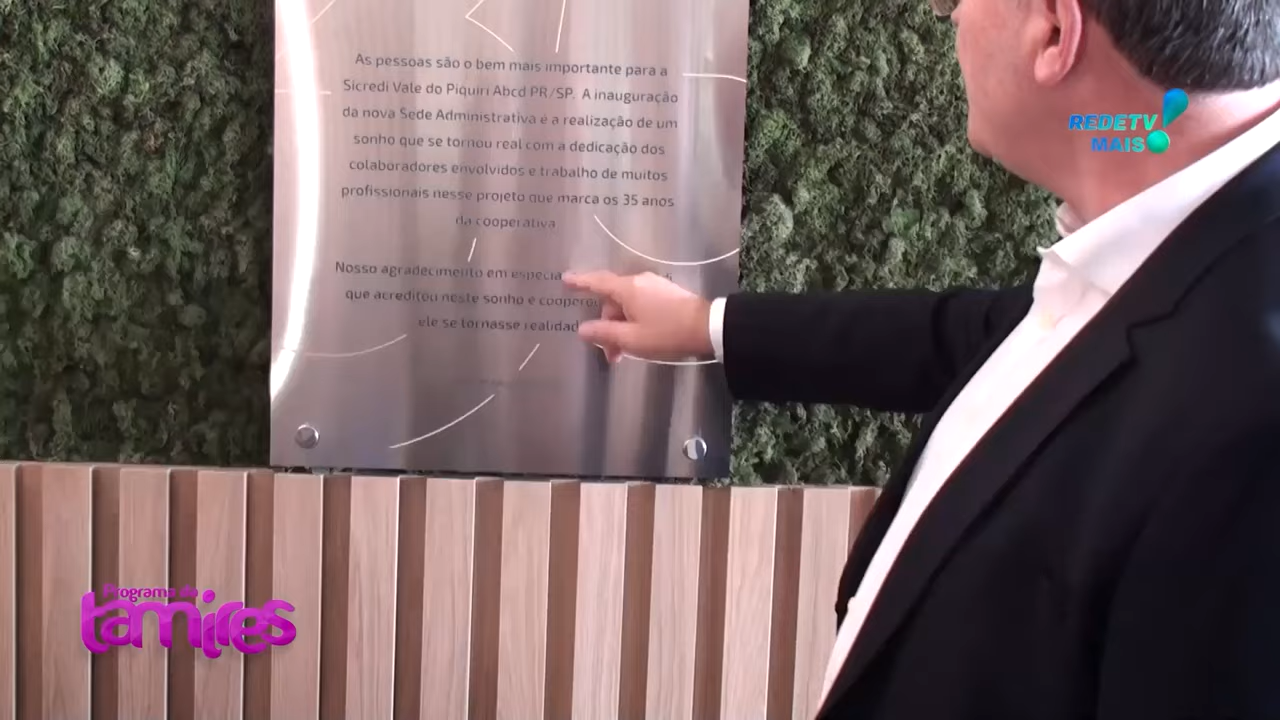 As pessoas são o bem mais importante para a
Sicredi Vale do Piquiri Abcd PR/SP. A inauguração
da nova Sede Administrativa é a realização de um
sonho que se tornou real com a dedicação dos
colaboradores envolvidos e trabalho de muitos
profissionais nesse projeto que marca os 35 anos
da cooperativa
Nosso agradecimento em
que acreditou neste sonho e
ele se tornasse
REDETV
MAIS
Programa da
tamires